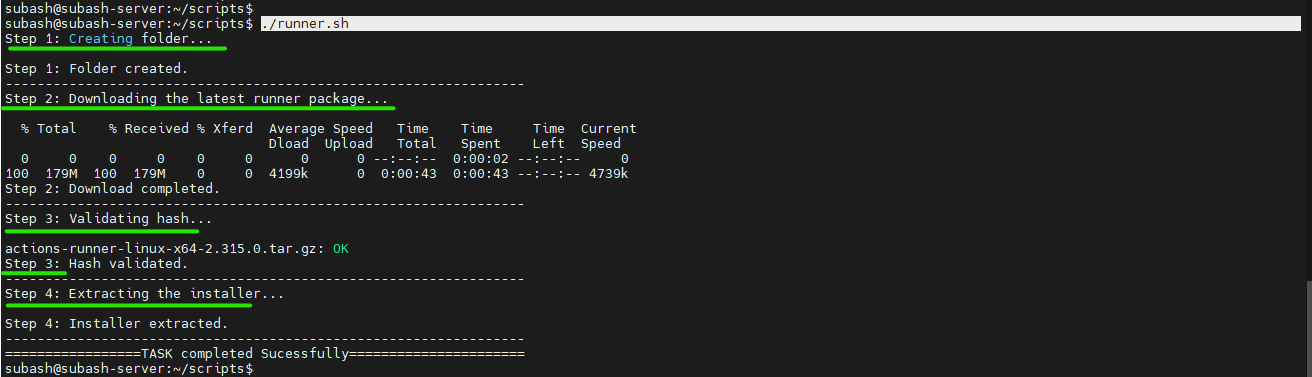 subash@subash-server:~/scripts$
subash@subash-server:~/scripts$ ./runner.sh
Step 1: Creating folder...
Step 1: Folder created.
-----------------------------------------------------------------
Step 2: Downloading the latest runner package...
  % Total    % Received % Xferd  Average Speed   Time    Time     Time  Current
                                 Dload  Upload   Total   Spent    Left  Speed
  0     0    0     0    0     0      0      0 --:--:--  0:00:02 --:--:--     0
100  179M  100  179M    0     0  4199k      0  0:00:43  0:00:43 --:--:-- 4739k
Step 2: Download completed.
-----------------------------------------------------------------
Step 3: Validating hash...
actions-runner-linux-x64-2.315.0.tar.gz: OK
Step 3: Hash validated.
-----------------------------------------------------------------
Step 4: Extracting the installer...
Step 4: Installer extracted.
-----------------------------------------------------------------
=================TASK completed Sucessfully======================
subash@subash-server:~/scripts$